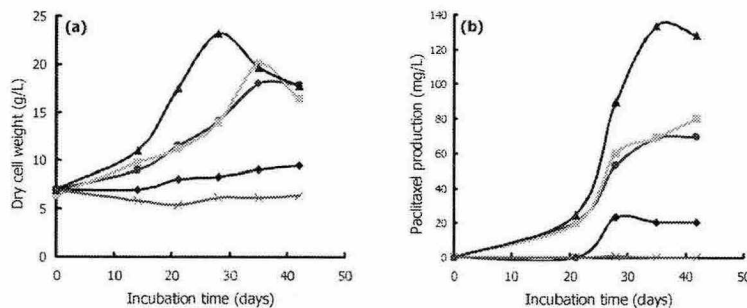 (a)
Dry cell weight (g/L)
25
20
15
10
5
0
0 10 20 30 40 50
Incubation time (days)
(b)
Paclitaxel production (mg/L)
140
120
100
80
60
40
20
0
0 10 20 30 40 50
Incubation time (days)